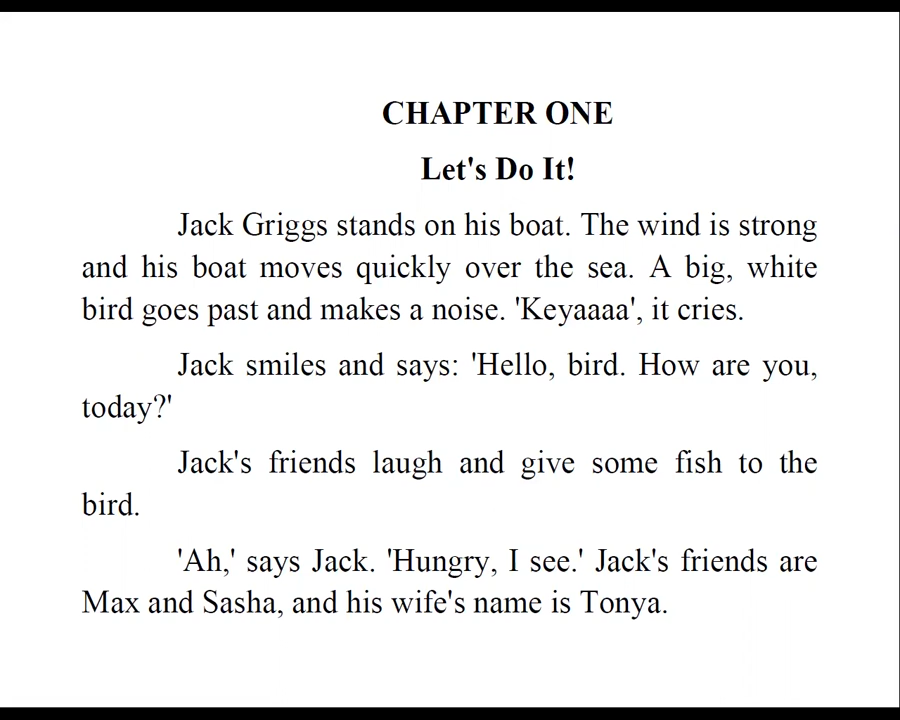 CHAPTER ONE
Let's Do It!
Jack Griggs stands on his boat. The wind is strong
and his boat moves quickly over the sea. A big, white
bird goes past and makes a noise. 'Keyaaaa', it cries.
Jack smiles and says: 'Hello, bird. How are you,
today?'
Jack's friends laugh and give some fish to the
bird.
'Ah,' says Jack. 'Hungry, I see.' Jack's friends are
Max and Sasha, and his wife's name is Tonya.